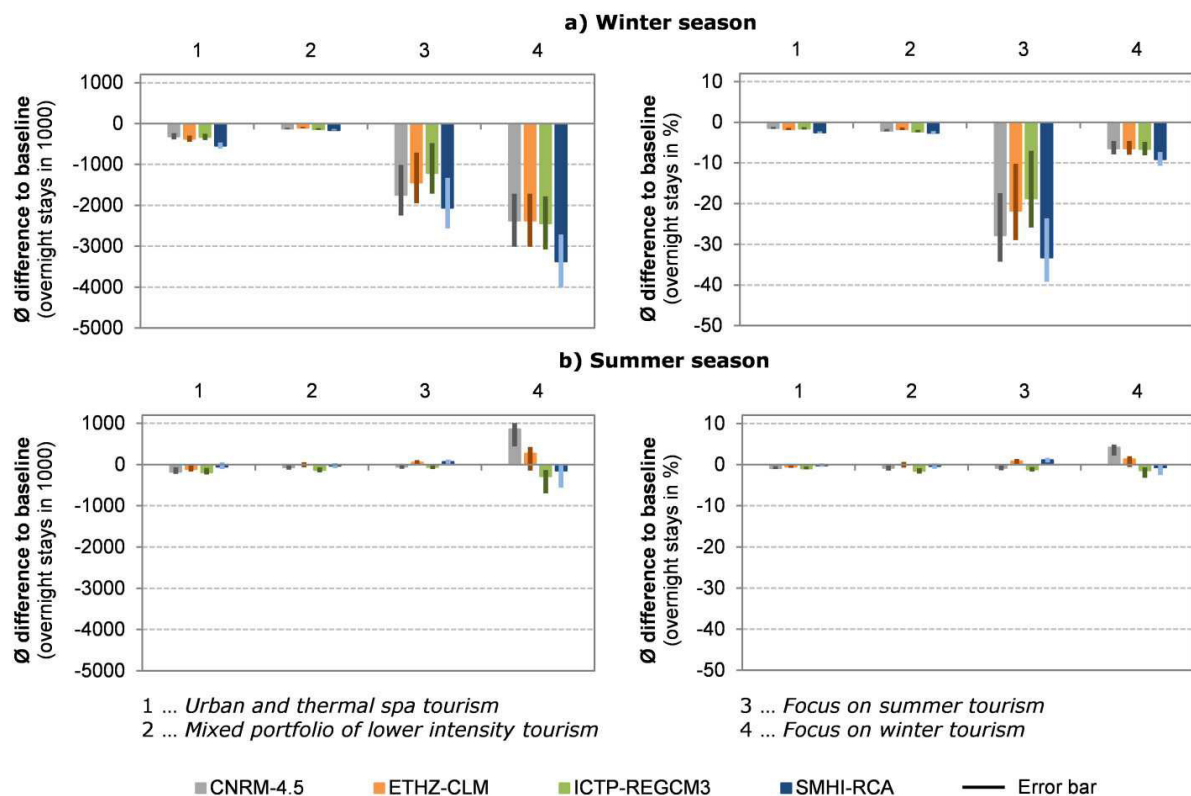 a) Winter season
1 2 3 4
1000
0
-1000
-2000
-3000
-4000
-5000
Ø difference to baseline
(overnight stays in 1000)
1 2 3 4
10
0
-10
-20
-30
-40
-50
Ø difference to baseline
(overnight stays in %)
b) Summer season
1 2 3 4
1000
0
-1000
-2000
-3000
-4000
-5000
Ø difference to baseline
(overnight stays in 1000)
1 2 3 4
10
0
-10
-20
-30
-40
-50
Ø difference to baseline
(overnight stays in %)
1 ... Urban and thermal spa tourism
2 ... Mixed portfolio of lower intensity tourism
3 ... Focus on summer tourism
4 ... Focus on winter tourism
CNRM-4.5 ETHZ-CLM ICTP-REGCM3 SMHI-RCA Error bar